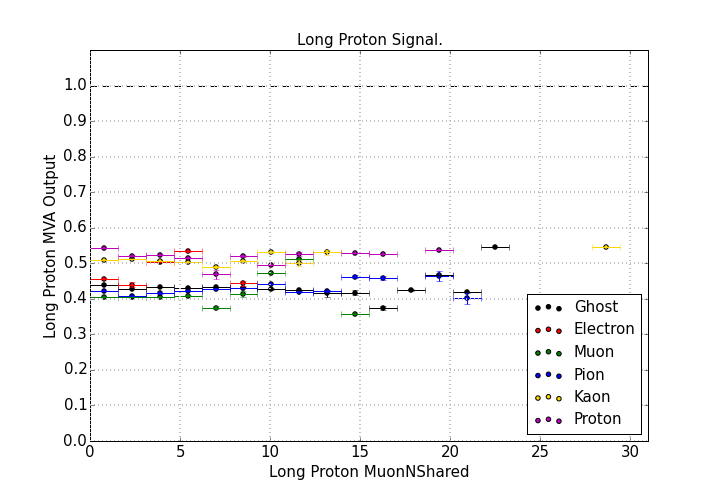 Long Proton Signal.
Long Proton MVA Output
1.0
0.9
0.8
0.7
0.6
0.5
0.4
0.3
0.2
0.1
0.0
Ghost
Electron
Muon
Pion
Kaon
Proton
0 5 10 15 20 25 30
Long Proton MuonNShared